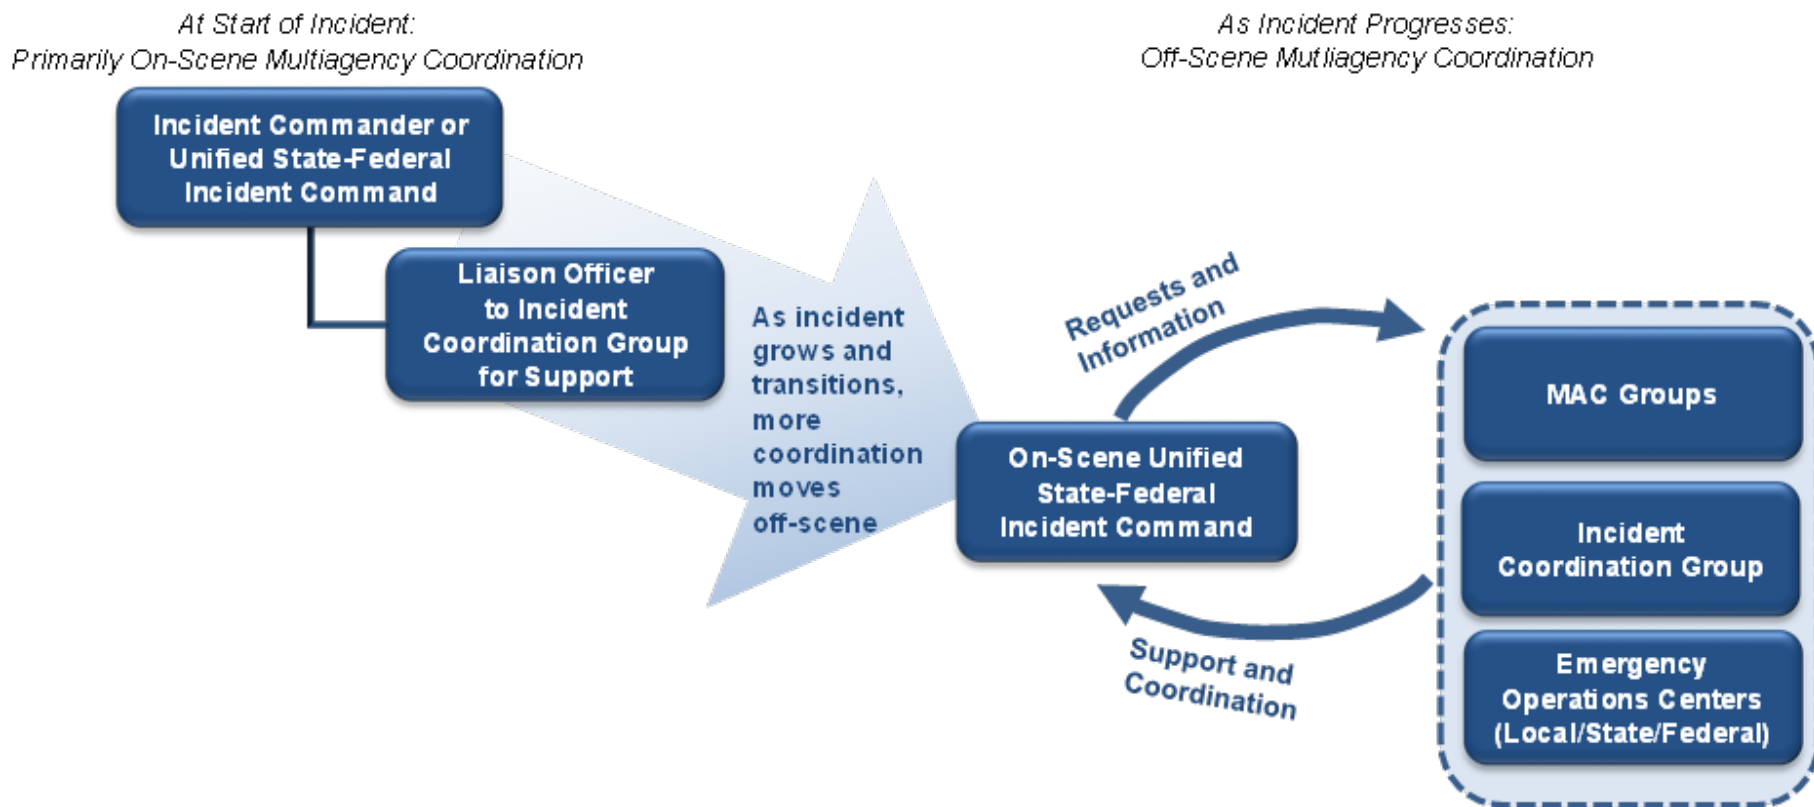 At Start of Incident:
Primarily On-Scene Multiagency Coordination
As Incident Progresses:
Off-Scene Mutliagency Coordination
Incident Commander or
Unified State-Federal
Incident Command
Liaison Officer
to Incident
Coordination Group
for Support
As incident
grows and
transitions,
more
coordination
moves
off-scene
On-Scene Unified
State-Federal
Incident Command
Requests and
Information
Support and
Coordination
MAC Groups
Incident
Coordination Group
Emergency
Operations Centers
(Local/State/Federal)